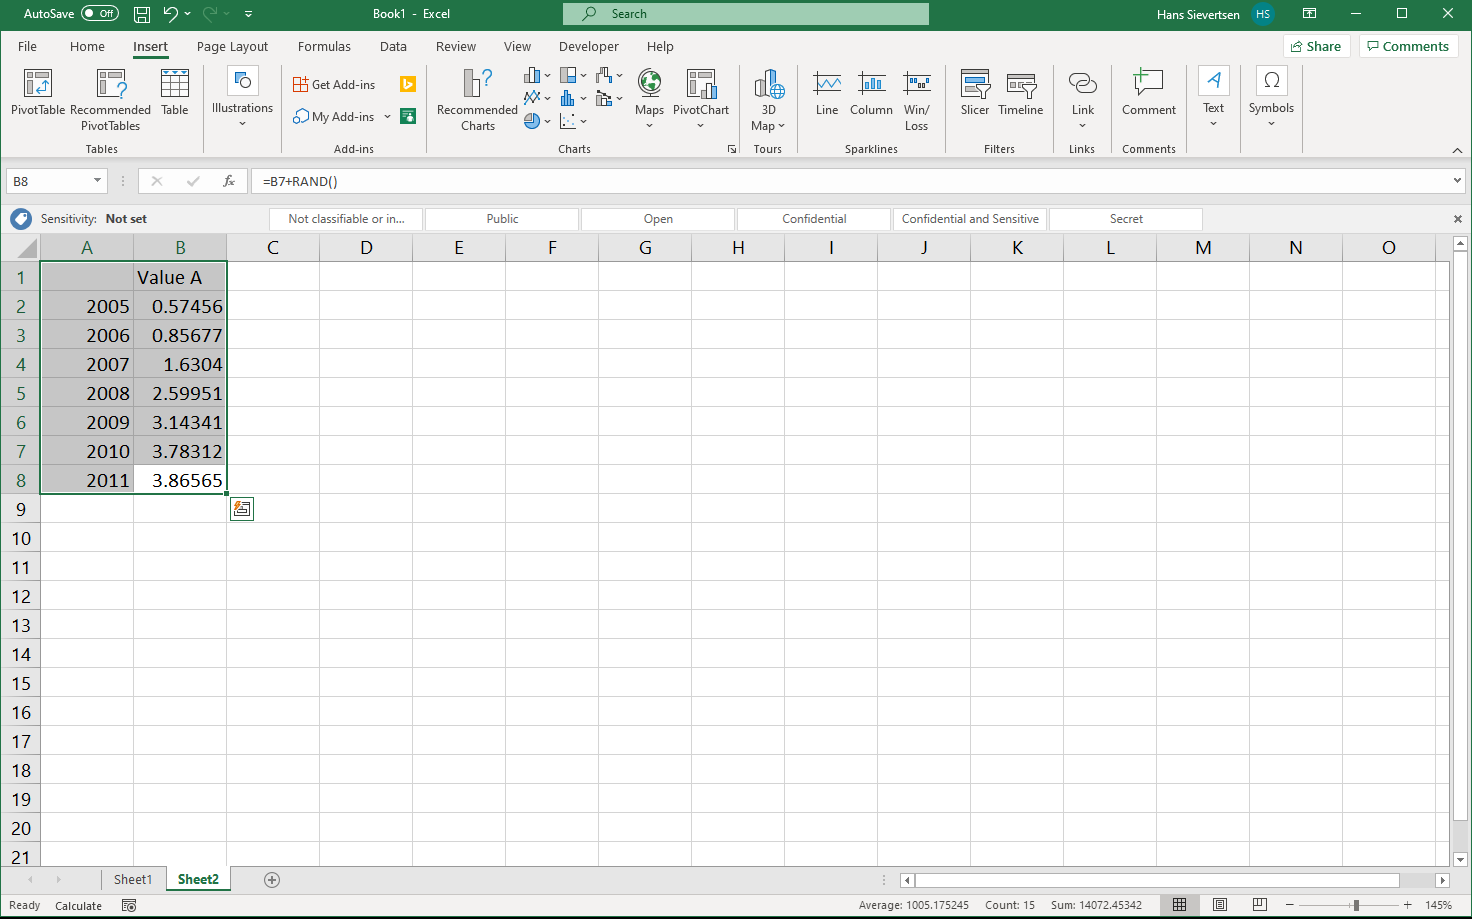 AutoSave Off Book1 - Excel Search Hans Sievertsen HS
File Home Insert Page Layout Formulas Data Review View Developer Help Share Comments
PivotTable Recommended PivotTables Table Illustrations Get Add-ins My Add-ins Recommended Charts Maps PivotChart 3D Map Line Column Win/ Loss Slicer Timeline Link Comment Text Symbols
Tables Add-ins Charts Tours Sparklines Filters Links Comments
B8 fx =B7+RAND()
Sensitivity: Not set Not classifiable or in... Public Open Confidential Confidential and Sensitive Secret
A B C D E F G H I J K L M N O
1 Value A
2 2005 0.57456
3 2006 0.85677
4 2007 1.6304
5 2008 2.59951
6 2009 3.14341
7 2010 3.78312
8 2011 3.86565
9
10
11
12
13
14
15
16
17
18
19
20
21
Sheet1 Sheet2
Ready Calculate Average: 1005.175245 Count: 15 Sum: 14072.45342 145%